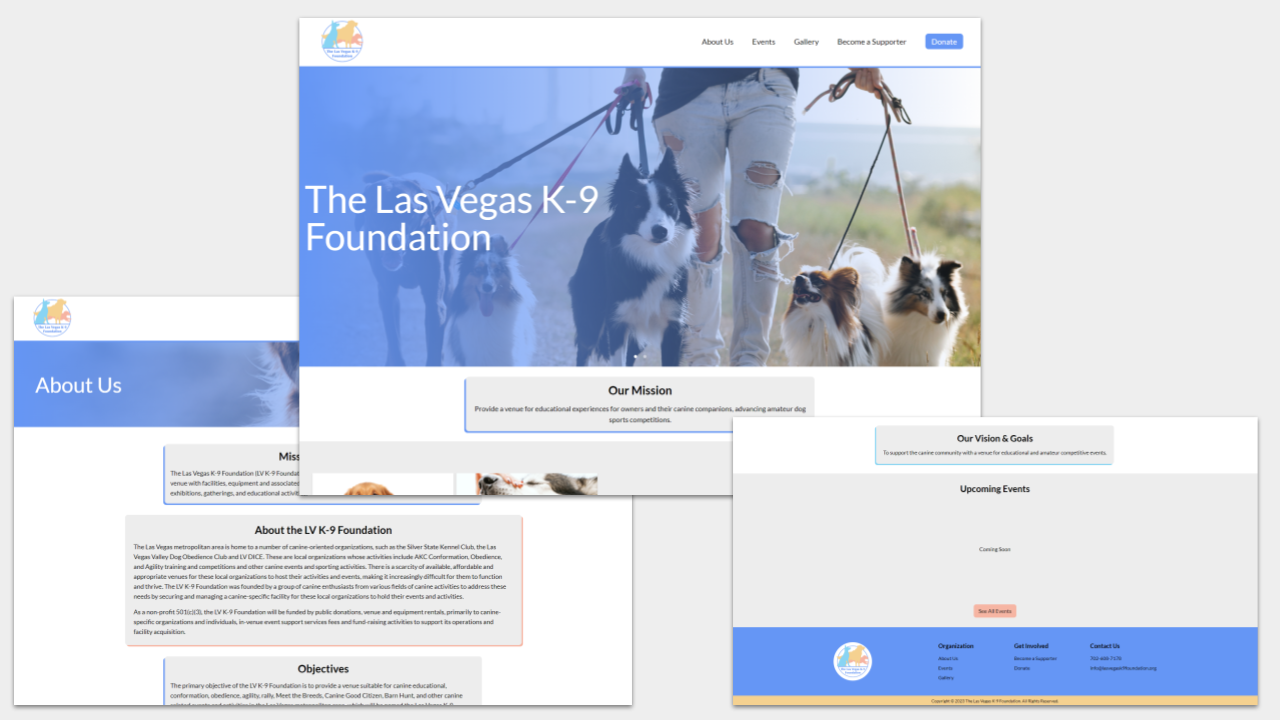 The Las Vegas K-9
Foundation
About Us
Events
Gallery
Become a Supporter
Donate
The Las Vegas K-9
Foundation
Our Mission
Provide a venue for educational experiences for owners and their canine companions, advancing amateur dog
sports competitions.
The Las Vegas K-9
Foundation
About Us
Miss
The Las Vegas K-9 Foundation (LV K-9 Foundat
venue with facilities, equipment and associated
exhibitions, gatherings, and educational activit
About the LV K-9 Foundation
The Las Vegas metropolitan area is home to a number of canine-oriented organizations, such as the Silver State Kennel Club, the Las
Vegas Valley Dog Obedience Club and LV DICE. These are local organizations whose activities include AKC Conformation, Obedience,
and Agility training and competitions and other canine events and sporting activities. There is a scarcity of available, affordable and
appropriate venues for these local organizations to host their activities and events, making it increasingly difficult for them to function
and thrive. The LV K-9 Foundation was founded by a group of canine enthusiasts from various fields of canine activities to address these
needs by securing and managing a canine-specific facility for these local organizations to hold their events and activities.
As a non-profit 501(c)(3), the LV K-9 Foundation will be funded by public donations, venue and equipment rentals, primarily to canine-
specific organizations and individuals, in-venue event support services fees and fund-raising activities to support its operations and
facility acquisition.
Objectives
The primary objective of the LV K-9 Foundation is to provide a venue suitable for canine educational,
conformation, obedience, agility, rally, Meet the Breeds, Canine Good Citizen, Barn Hunt, and other canine
Our Vision & Goals
To support the canine community with a venue for educational and amateur competitive events.
Upcoming Events
Coming Soon
See All Events
Organization
About Us
Events
Gallery
Get Involved
Become a Supporter
Donate
Contact Us
Copyright © 2023 The Las Vegas K-9 Foundation. All Rights Reserved.